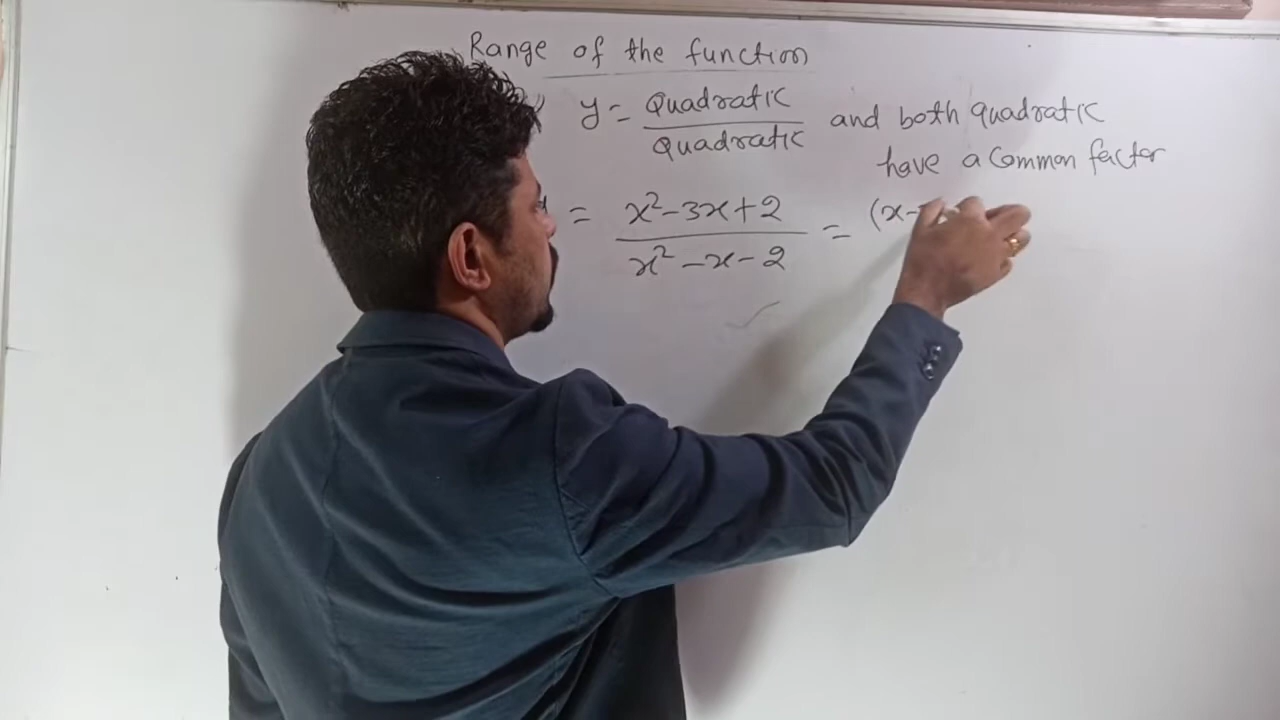 Range of the function
y = Quadratic / Quadratic and both quadratic
have a Common factor
= x² - 3x + 2 / x² - x - 2 = (x -